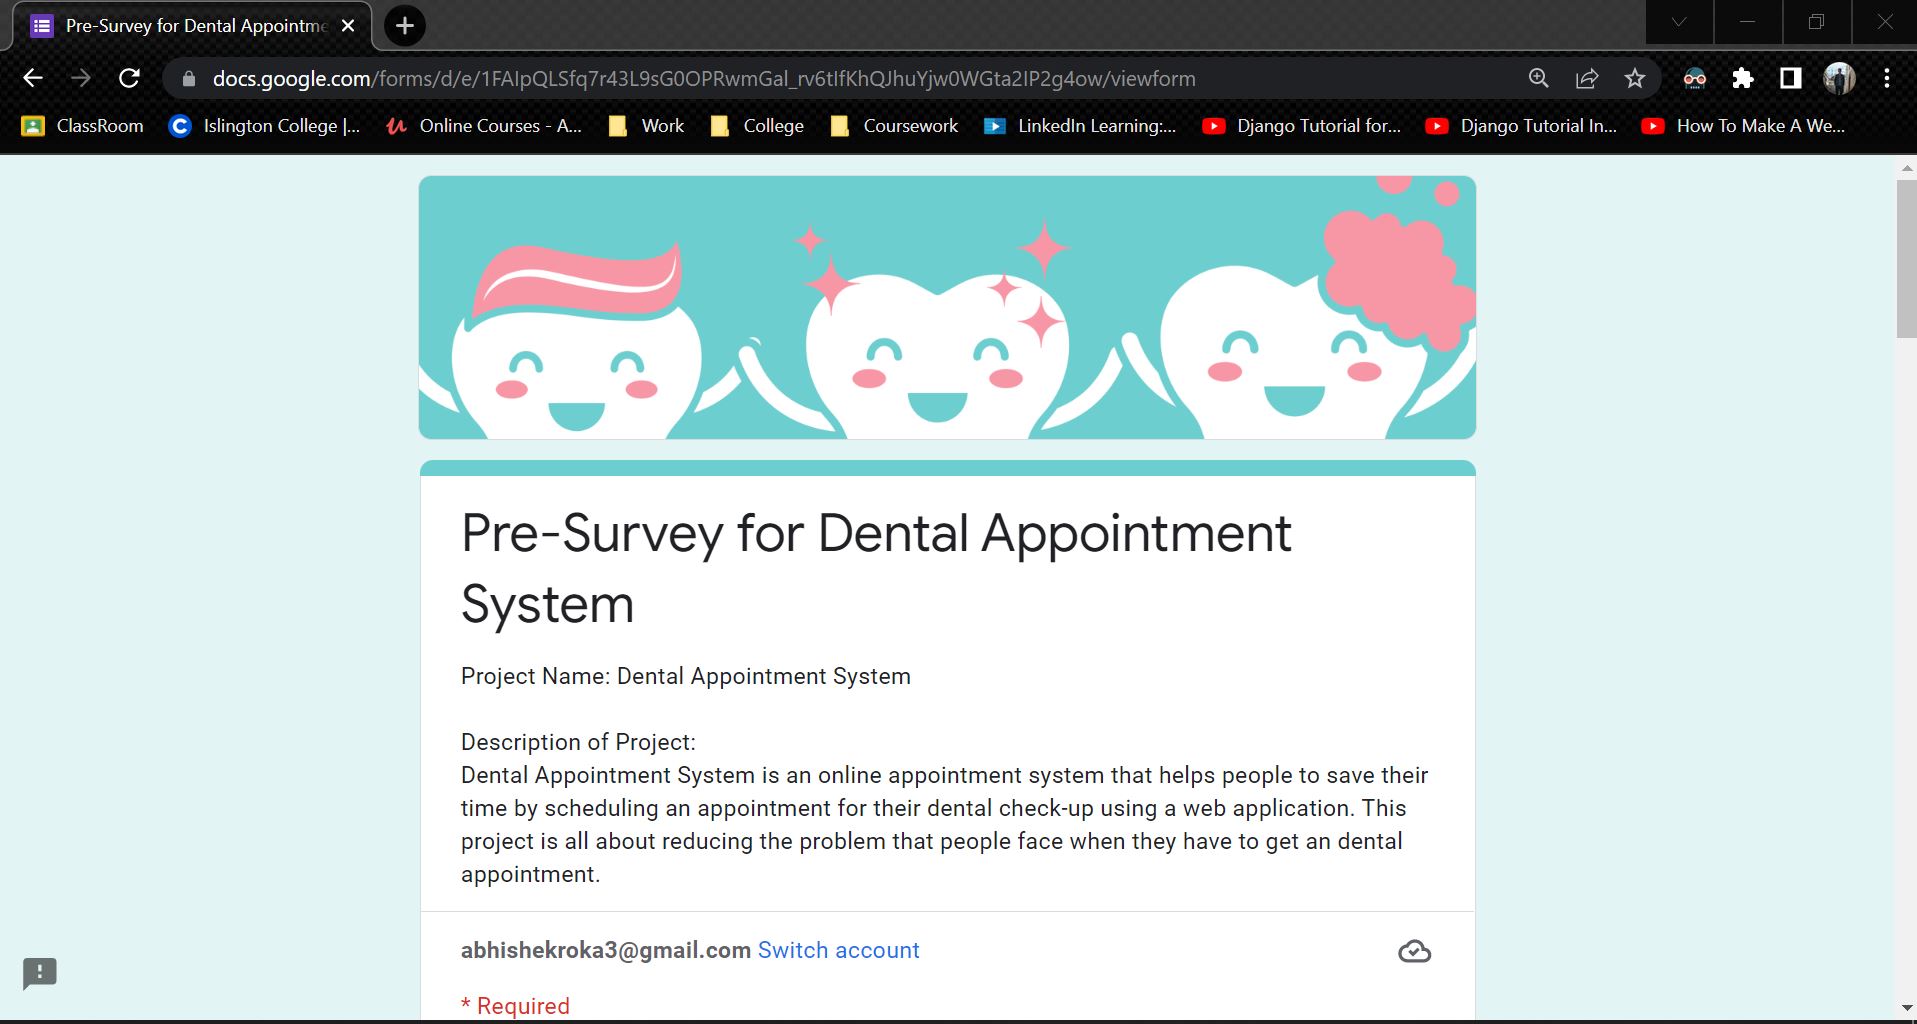 Pre-Survey for Dental Appointme
docs.google.com/forms/d/e/1FAIpQLSfq7r43L9sG0OPRwmGal_rv6tIfKhQJhuYjw0WGta2IP2g4ow/viewform
ClassRoom Islington College |... Online Courses - A... Work College Coursework LinkedIn Learning:... Django Tutorial for... Django Tutorial In... How To Make A We...
Pre-Survey for Dental Appointment
System
Project Name: Dental Appointment System
Description of Project:
Dental Appointment System is an online appointment system that helps people to save their
time by scheduling an appointment for their dental check-up using a web application. This
project is all about reducing the problem that people face when they have to get an dental
appointment.
abhishekroka3@gmail.com Switch account
* Required